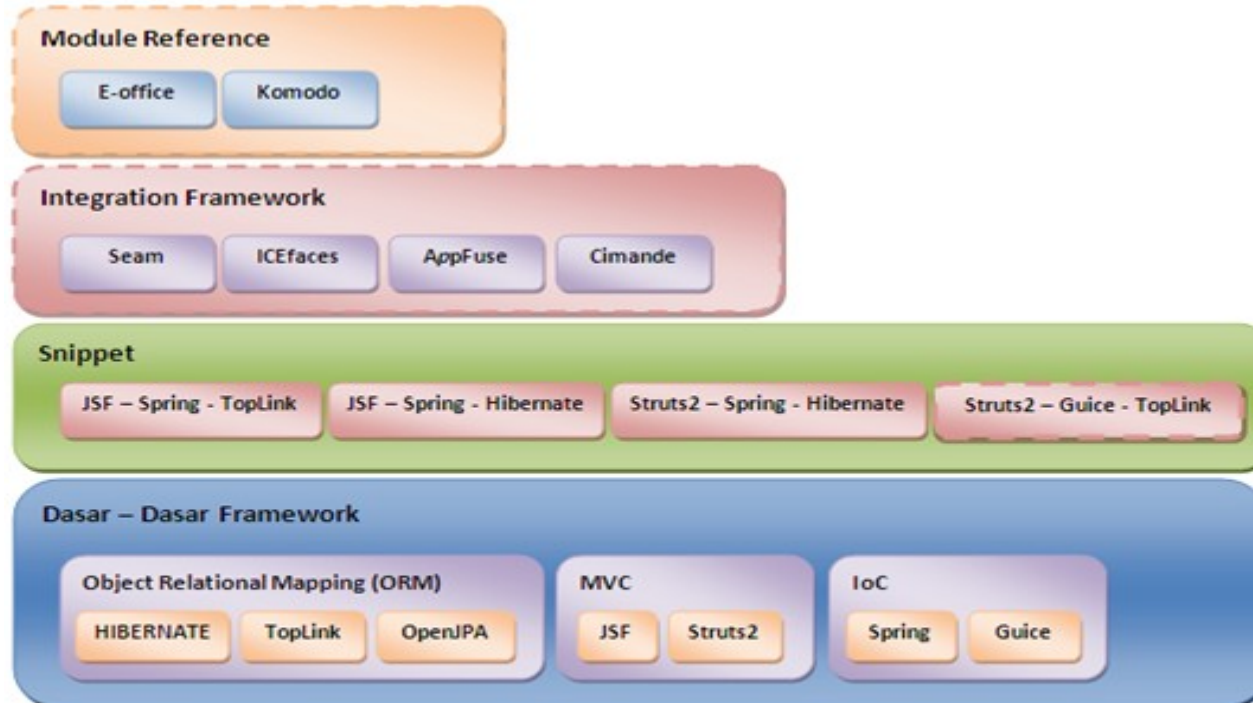 Module Reference
E-office
Komodo
Integration Framework
Seam
ICEfaces
AppFuse
Cimande
Snippet
JSF – Spring - TopLink
JSF – Spring - Hibernate
Struts2 – Spring - Hibernate
Struts2 – Guice - TopLink
Dasar – Dasar Framework
Object Relational Mapping (ORM)
HIBERNATE
TopLink
OpenJPA
MVC
JSF
Struts2
IoC
Spring
Guice